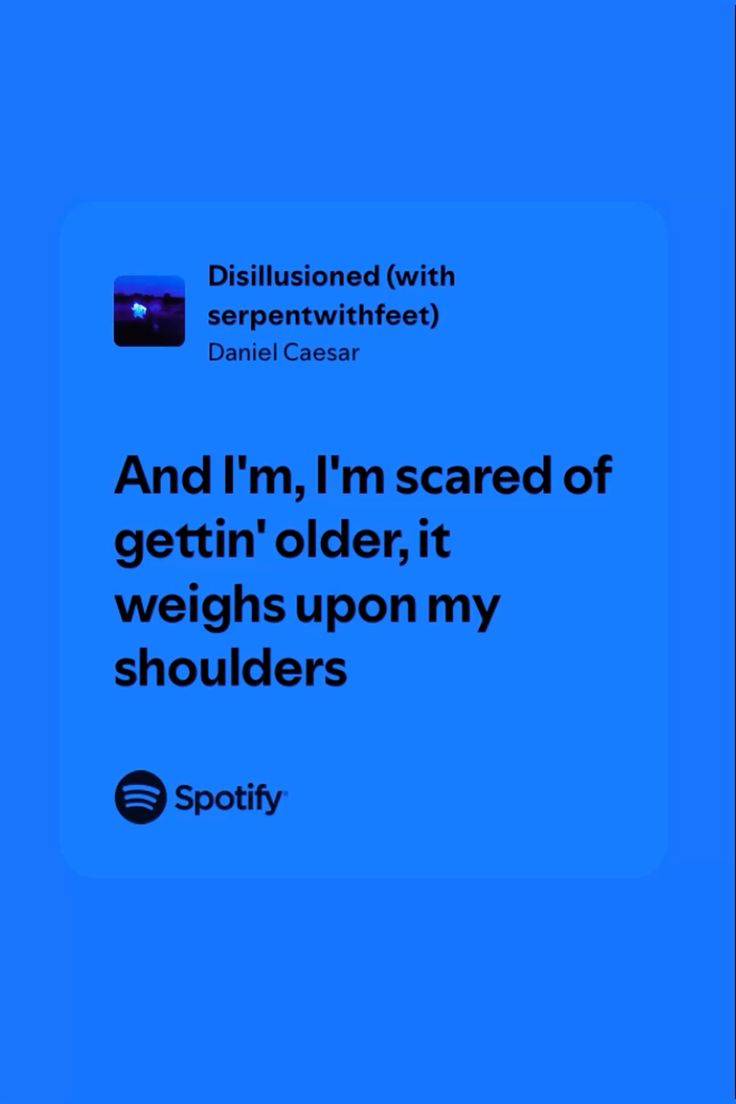 Disillusioned (with
serpentwithfeet)
Daniel Caesar
And I'm, I'm scared of
gettin' older, it
weighs upon my
shoulders
Spotify